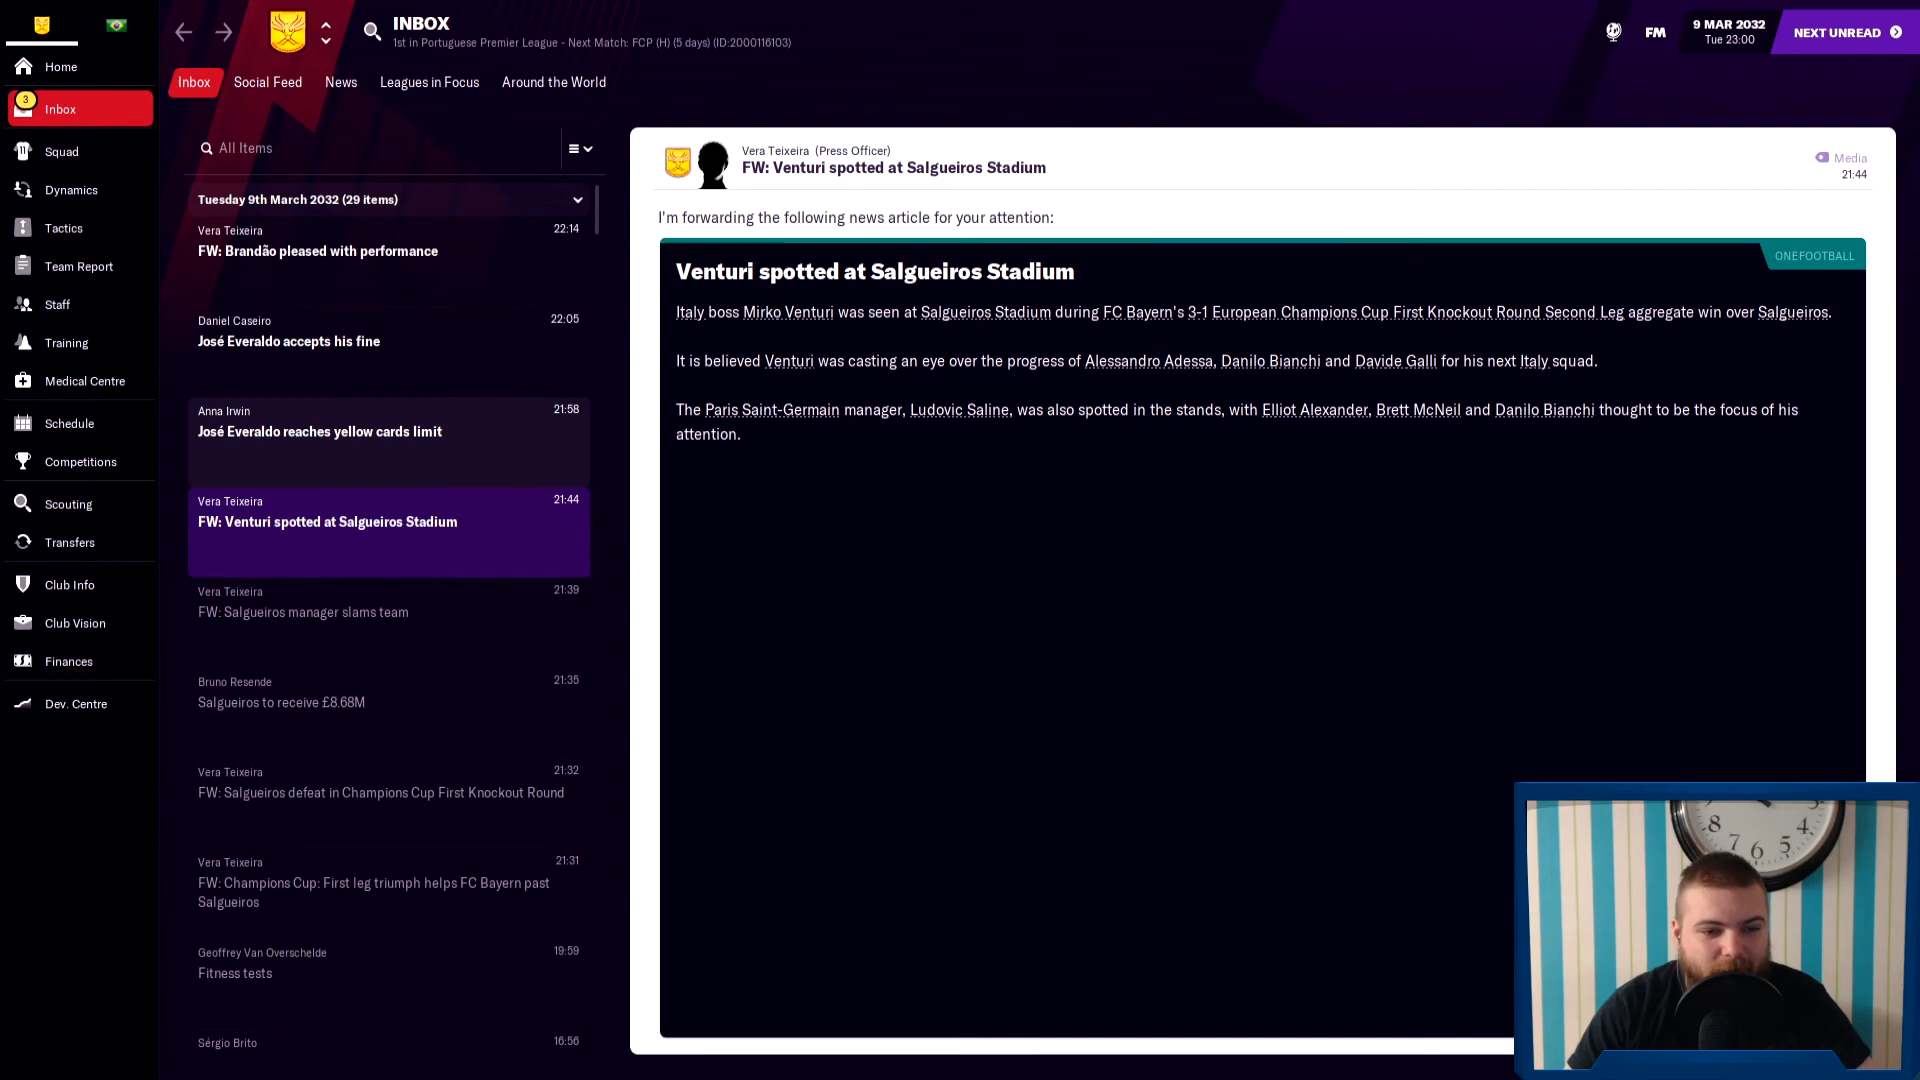 INBOX
1st in Portuguese Premier League - Next Match: FCP (H) (5 days) (ID:2000116103)
FM
9 MAR 2032
Tue 23:00
NEXT UNREAD
Home
3
Inbox
Squad
Dynamics
Tactics
Team Report
Staff
Training
Medical Centre
Schedule
Competitions
Scouting
Transfers
Club Info
Club Vision
Finances
Dev. Centre
Inbox
Social Feed
News
Leagues in Focus
Around the World
All Items
Tuesday 9th March 2032 (29 items)
Vera Teixeira
22:14
FW: Brandão pleased with performance
Daniel Caseiro
22:05
José Everaldo accepts his fine
Anna Irwin
21:58
José Everaldo reaches yellow cards limit
Vera Teixeira
21:44
FW: Venturi spotted at Salgueiros Stadium
Vera Teixeira
21:39
FW: Salgueiros manager slams team
Bruno Resende
21:35
Salgueiros to receive £8.68M
Vera Teixeira
21:32
FW: Salgueiros defeat in Champions Cup First Knockout Round
Vera Teixeira
21:31
FW: Champions Cup: First leg triumph helps FC Bayern past
Salgueiros
Geoffrey Van Overschelde
19:59
Fitness tests
Sérgio Brito
16:56
Vera Teixeira (Press Officer)
FW: Venturi spotted at Salgueiros Stadium
Media
21:44
I'm forwarding the following news article for your attention:
ONEFOOTBALL
Venturi spotted at Salgueiros Stadium
Italy boss Mirko Venturi was seen at Salgueiros Stadium during FC Bayern's 3-1 European Champions Cup First Knockout Round Second Leg aggregate win over Salgueiros.
It is believed Venturi was casting an eye over the progress of Alessandro Adessa, Danilo Bianchi and Davide Galli for his next Italy squad.
The Paris Saint-Germain manager, Ludovic Saline, was also spotted in the stands, with Elliot Alexander, Brett McNeil and Danilo Bianchi thought to be the focus of his
attention.
8
7
6
5
4